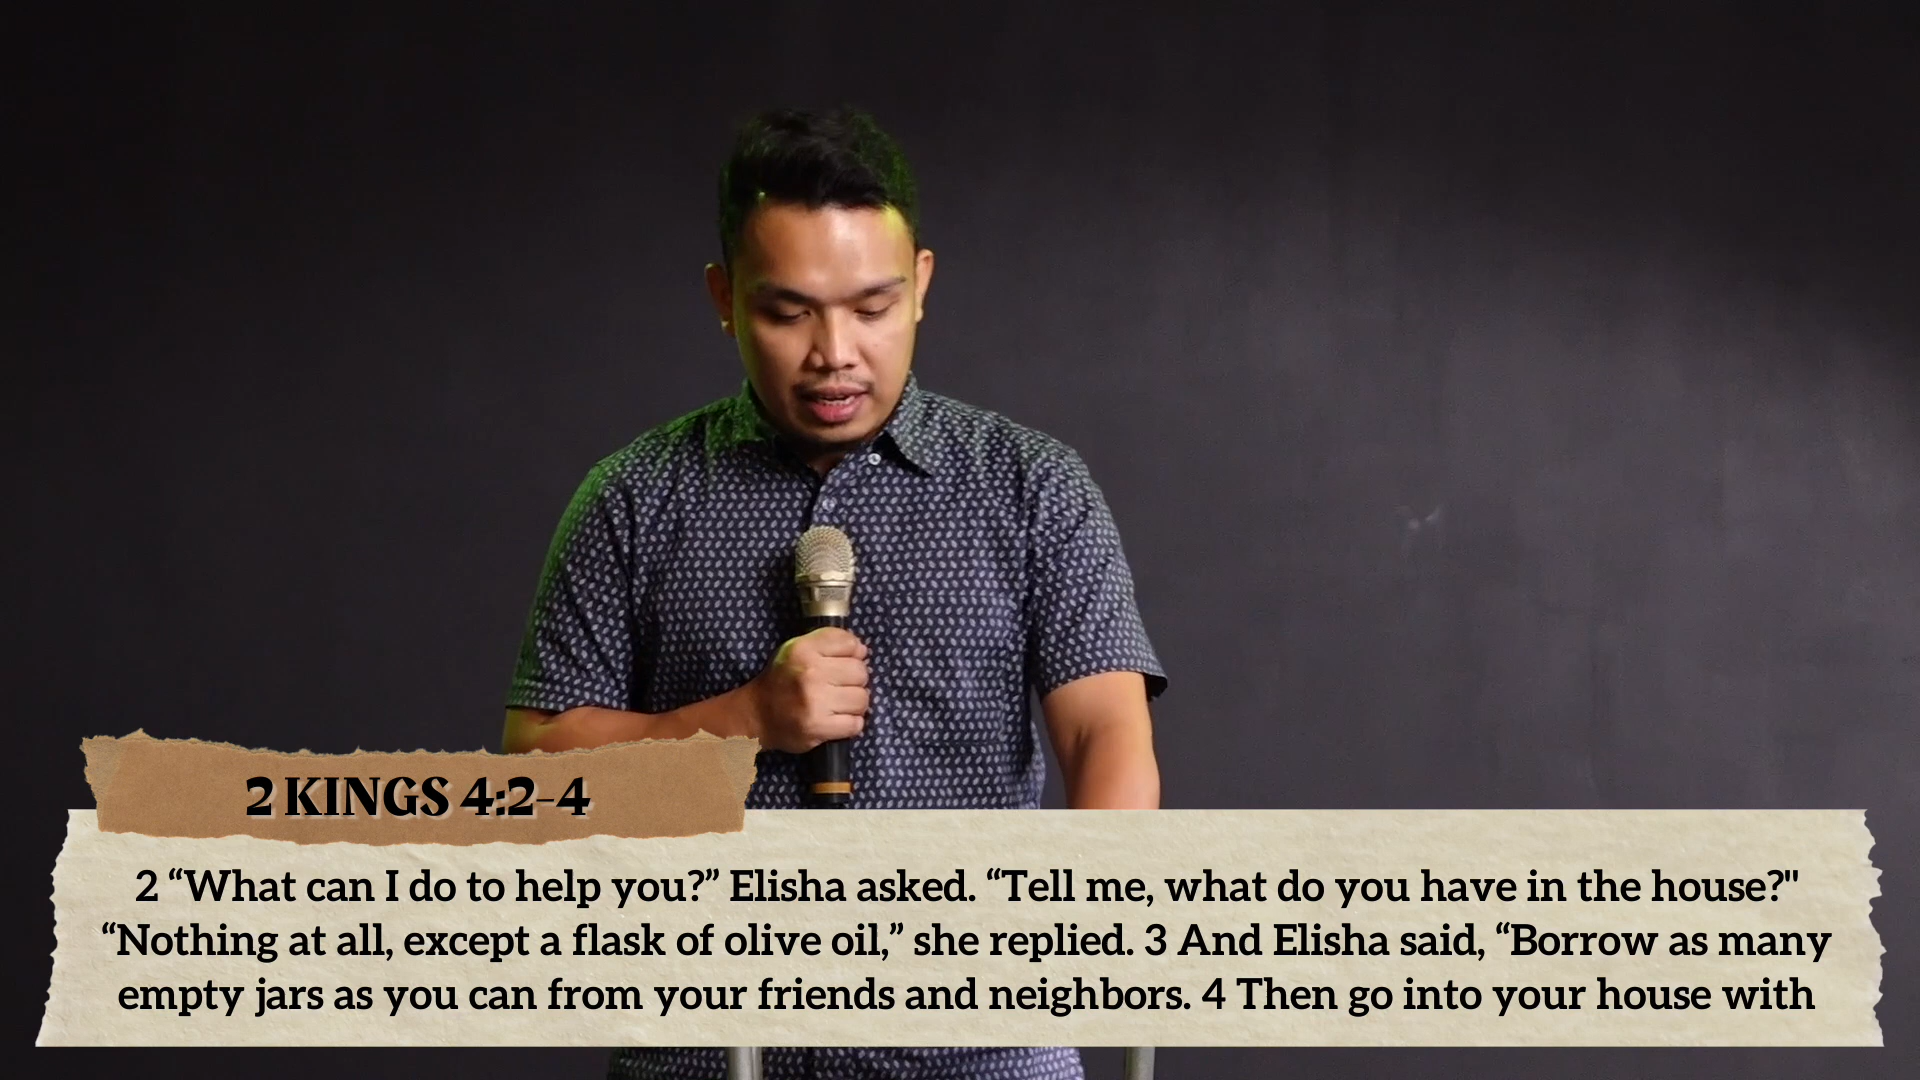 2 KINGS 4:2-4
2 “What can I do to help you?” Elisha asked. “Tell me, what do you have in the house?"
“Nothing at all, except a flask of olive oil,” she replied. 3 And Elisha said, “Borrow as many
empty jars as you can from your friends and neighbors. 4 Then go into your house with